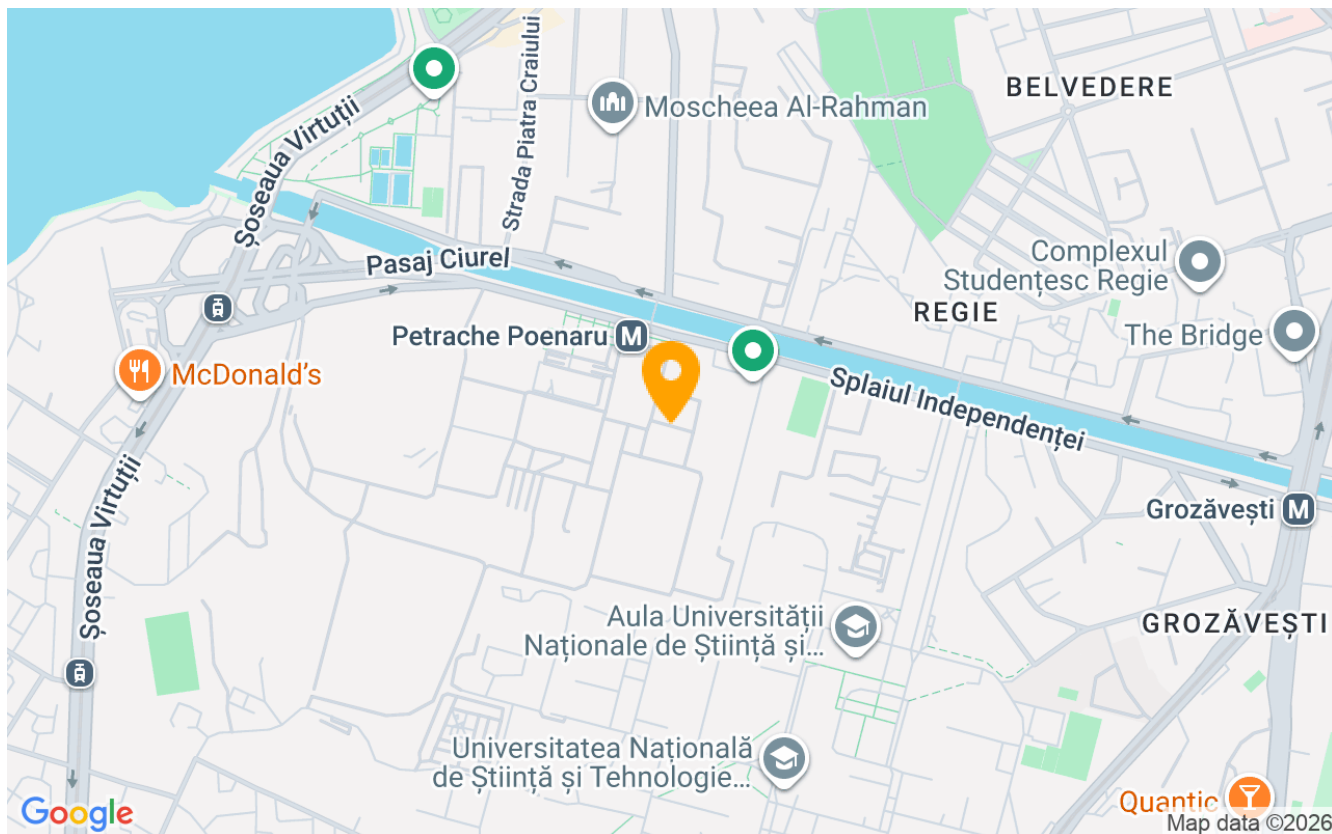 BELVEDERE
Strada Piatra Craiului
Moscheea Al-Rahman
Șoseaua Virtuții
Pasaj Ciurel
Complexul
Studențesc Regie
REGIE
Petrache Poenaru
M
The Bridge
McDonald's
Splaiul Independenței
Șoseaua Virtuții
Grozăvești
M
Aula Universității
Naționale de Știință și...
GROZĂVEȘTI
Universitatea Națională
de Știință și Tehnologie...
Quantic
Google
Map data ©2026